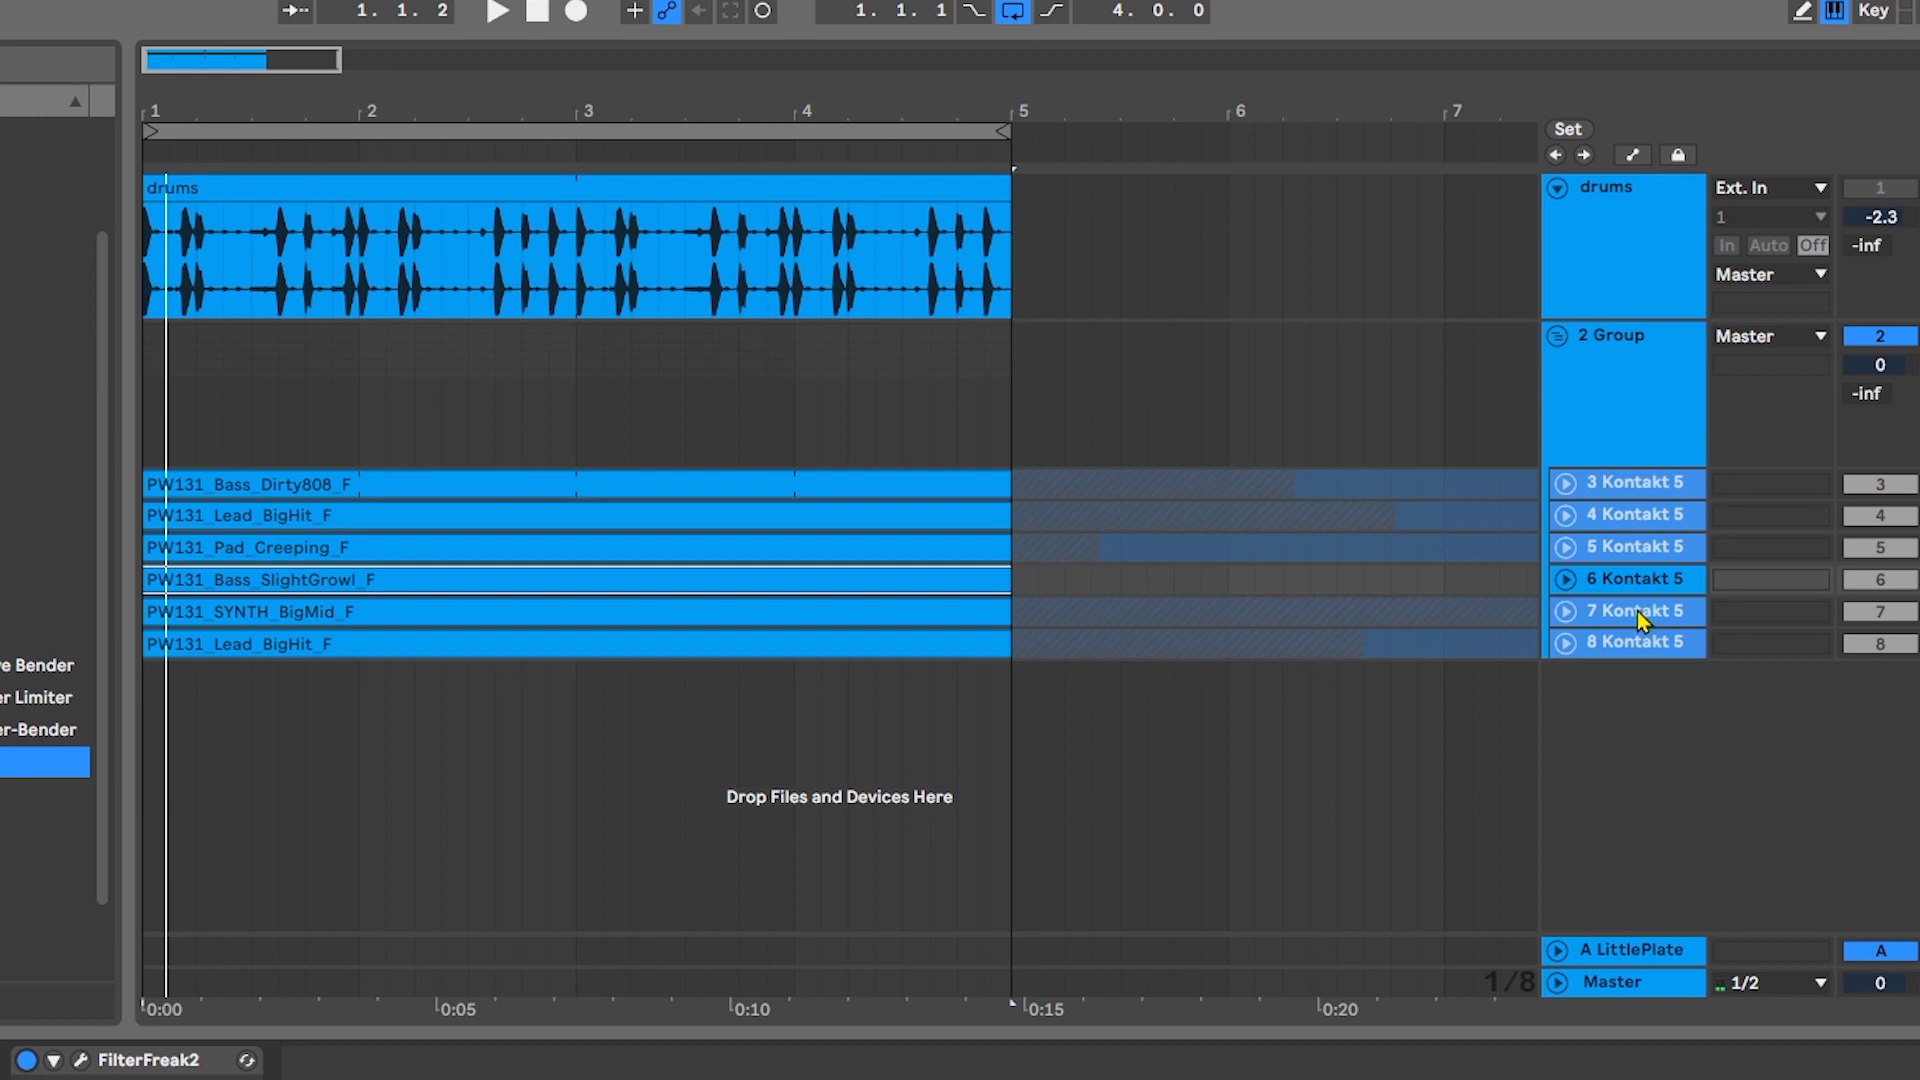 1. 1. 2
1. 1. 1
4. 0. 0
Key
1 2 3 4 5 6 7
Set
drums
drums Ext. In 1
1 -2.3
In Auto Off -inf
Master
2 Group Master 2
0
-inf
PW131_Bass_Dirty808_F 3 Kontakt 5 3
PW131_Lead_BigHit_F 4 Kontakt 5 4
PW131_Pad_Creeping_F 5 Kontakt 5 5
PW131_Bass_SlightGrowl_F 6 Kontakt 5 6
PW131_SYNTH_BigMid_F 7 Kontakt 5 7
PW131_Lead_BigHit_F 8 Kontakt 5 8
e Bender
er Limiter
er-Bender
Drop Files and Devices Here
A LittlePlate A
1/8 Master 1/2 0
0:00 0:05 0:10 0:15 0:20
FilterFreak2